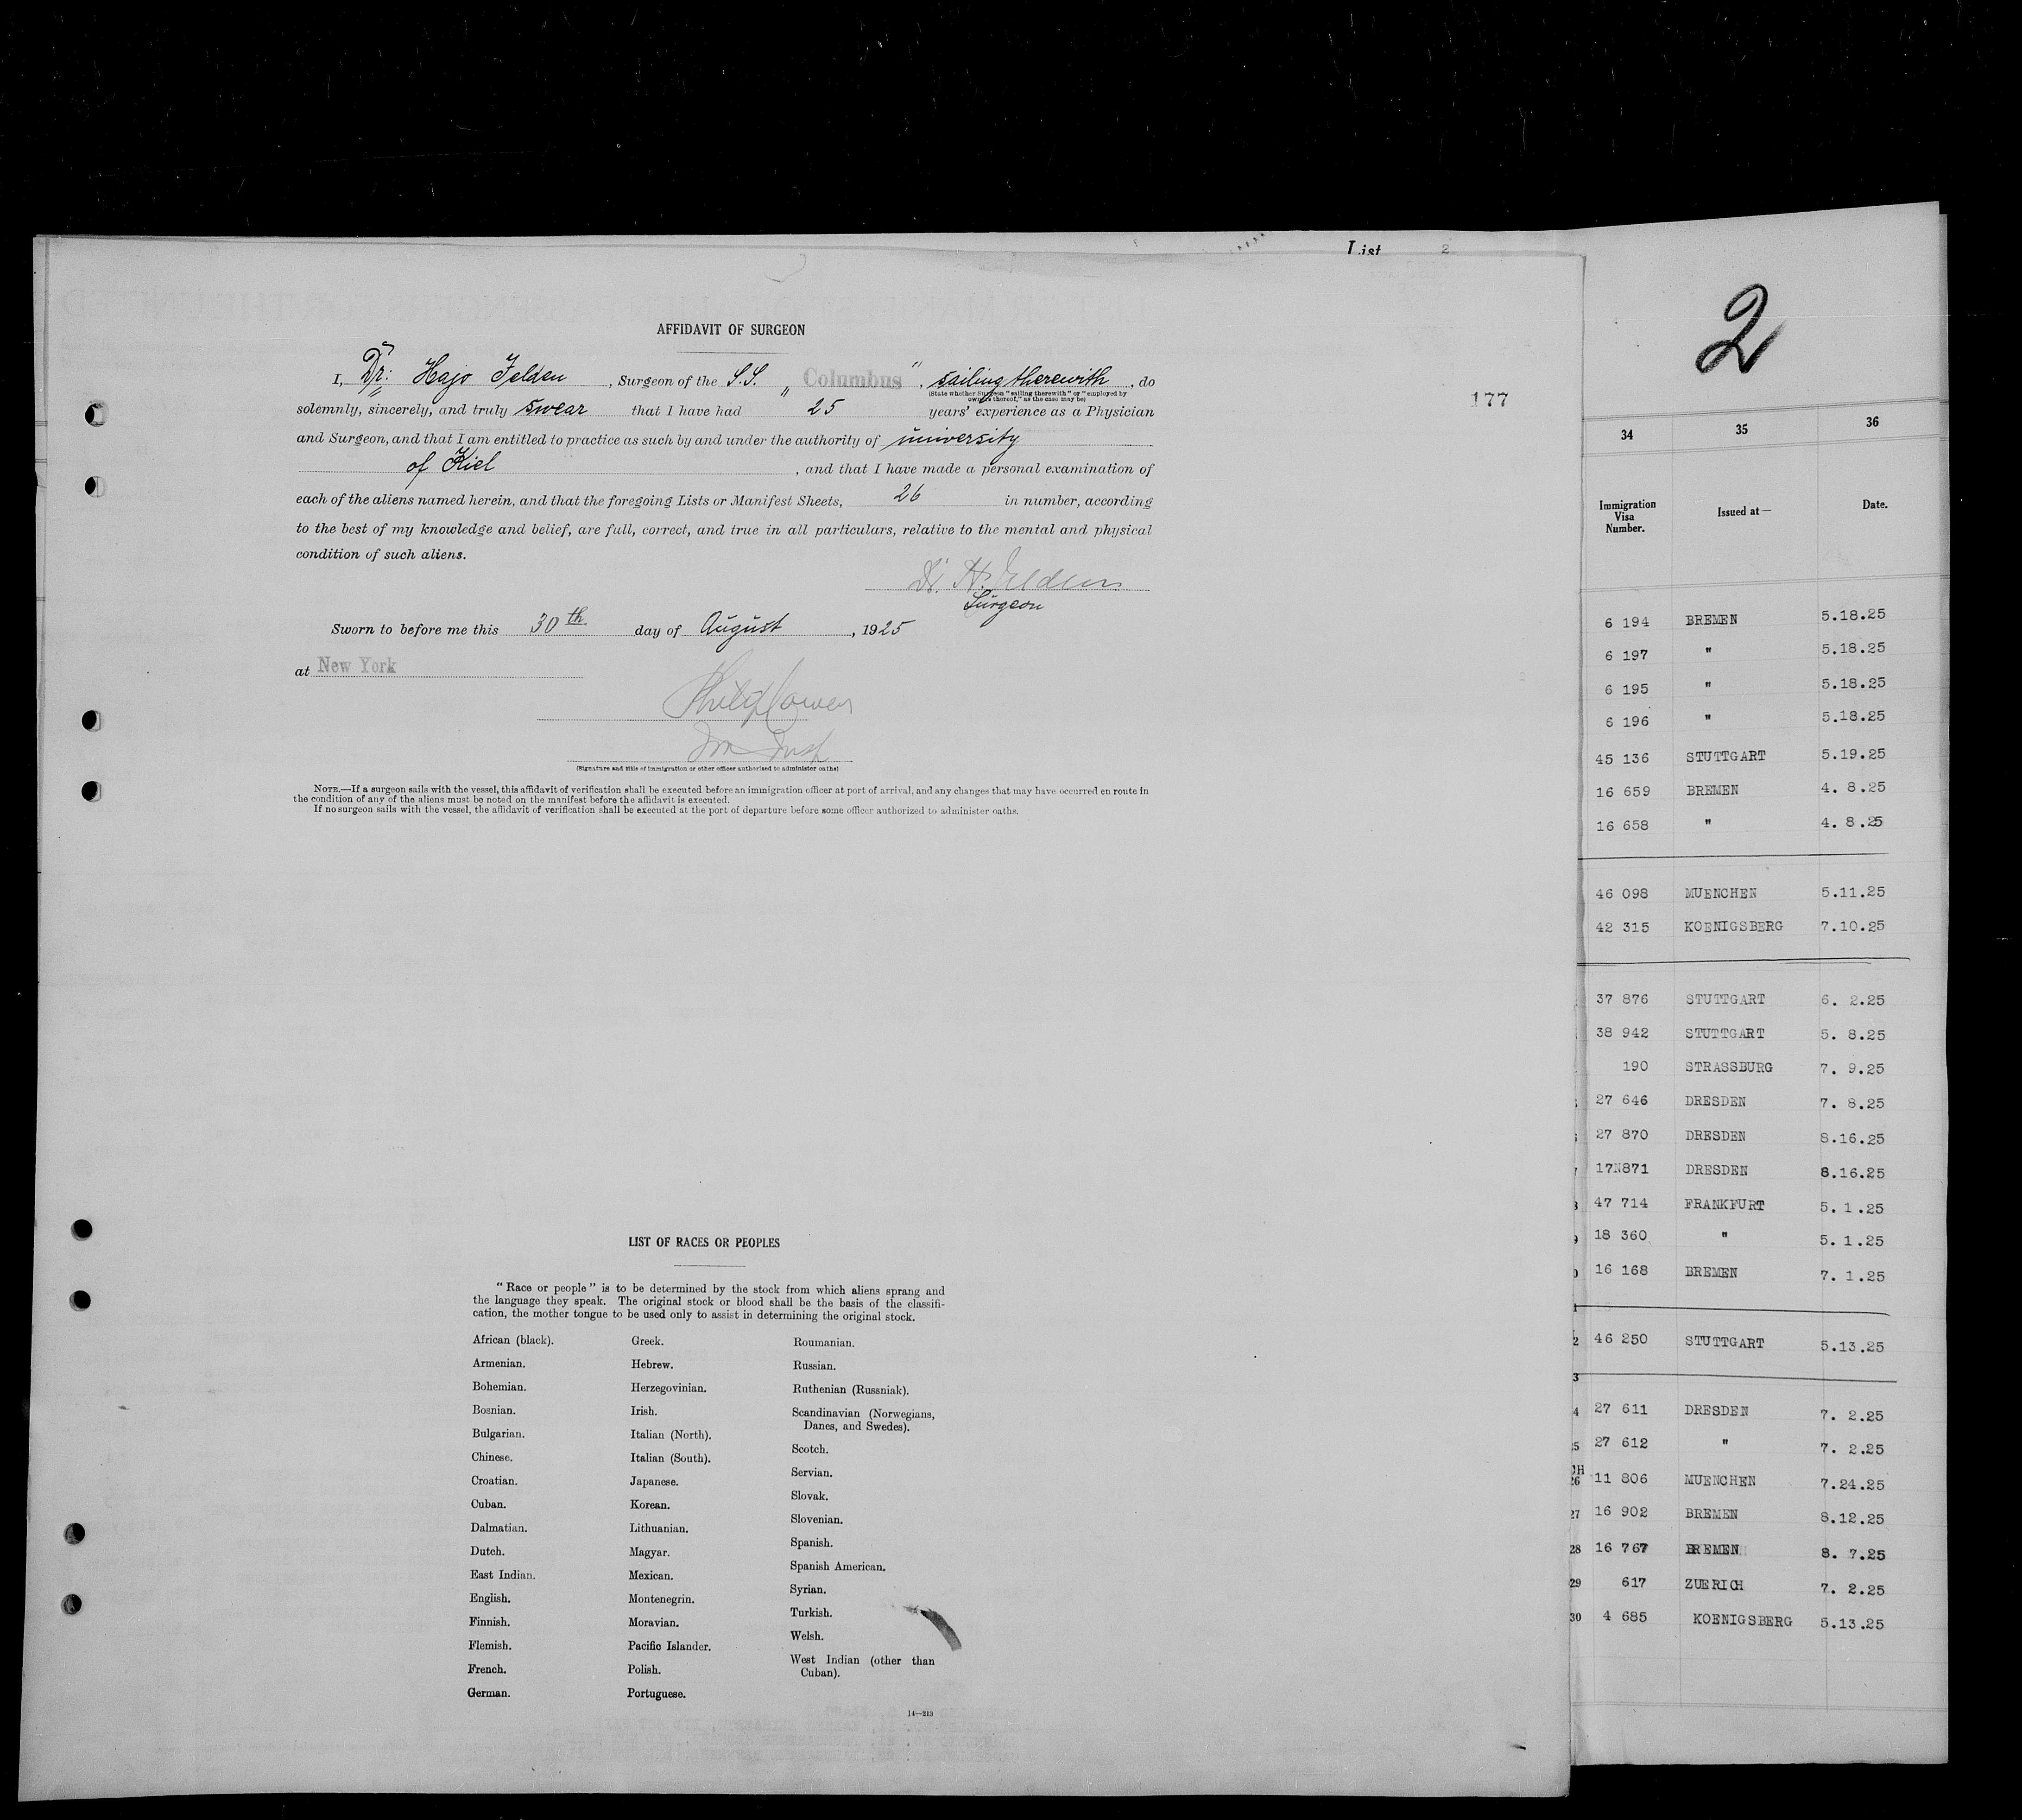 List 2
AFFIDAVIT OF SURGEON
I, Dr: Hajo Felden, Surgeon of the S.S. „ Columbus ", sailing therewith, do
(State whether Surgeon "sailing therewith" or "employed by
owners thereof," as the case may be)
solemnly, sincerely, and truly swear that I have had 25 years' experience as a Physician
and Surgeon, and that I am entitled to practice as such by and under the authority of university
of Kiel, and that I have made a personal examination of
each of the aliens named herein, and that the foregoing Lists or Manifest Sheets, 26 in number, according
to the best of my knowledge and belief, are full, correct, and true in all particulars, relative to the mental and physical
condition of such aliens.
Dr. H. Felden
Surgeon
Sworn to before me this 30th day of August, 1925
at New York
Imm Insp
(Signature and title of immigration or other officer authorized to administer oaths)
NOTE.—If a surgeon sails with the vessel, this affidavit of verification shall be executed before an immigration officer at port of arrival, and any changes that may have occurred en route in
the condition of any of the aliens must be noted on the manifest before the affidavit is executed.
If no surgeon sails with the vessel, the affidavit of verification shall be executed at the port of departure before some officer authorized to administer oaths.
LIST OF RACES OR PEOPLES
"Race or people" is to be determined by the stock from which aliens sprang and
the language they speak. The original stock or blood shall be the basis of the classifi-
cation, the mother tongue to be used only to assist in determining the original stock.
African (black).
Armenian.
Bohemian.
Bosnian.
Bulgarian.
Chinese.
Croatian.
Cuban.
Dalmatian.
Dutch.
East Indian.
English.
Finnish.
Flemish.
French.
German.
Greek.
Hebrew.
Herzegovinian.
Irish.
Italian (North).
Italian (South).
Japanese.
Korean.
Lithuanian.
Magyar.
Mexican.
Montenegrin.
Moravian.
Pacific Islander.
Polish.
Portuguese.
Roumanian.
Russian.
Ruthenian (Russniak).
Scandinavian (Norwegians,
Danes, and Swedes).
Scotch.
Servian.
Slovak.
Slovenian.
Spanish.
Spanish American.
Syrian.
Turkish.
Welsh.
West Indian (other than
Cuban).
14—213
177
2
34 35 36
Immigration
Visa
Number.
Issued at—
Date.
6 194 BREMEN 5.18.25
6 197 " 5.18.25
6 195 " 5.18.25
6 196 " 5.18.25
45 136 STUTTGART 5.19.25
16 659 BREMEN 4. 8.25
16 658 " 4. 8.25
46 098 MUENCHEN 5.11.25
42 315 KOENIGSBERG 7.10.25
37 876 STUTTGART 6. 2.25
38 942 STUTTGART 5. 8.25
190 STRASSBURG 7. 9.25
27 646 DRESDEN 7. 8.25
27 870 DRESDEN 8.16.25
17N871 DRESDEN 8.16.25
47 714 FRANKFURT 5. 1.25
18 360 " 5. 1.25
16 168 BREMEN 7. 1.25
2 46 250 STUTTGART 5.13.25
3
4 27 611 DRESDEN 7. 2.25
5 27 612 " 7. 2.25
26 11 806 MUENCHEN 7.24.25
27 16 902 BREMEN 8.12.25
28 16 767 BREMEN 8. 7.25
29 617 ZUERICH 7. 2.25
30 4 685 KOENIGSBERG 5.13.25